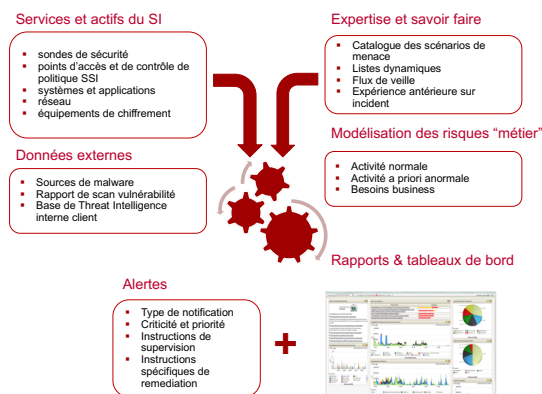 Services et actifs du SI
sondes de sécurité
points d'accès et de contrôle de
politique SSI
systèmes et applications
réseau
équipements de chiffrement
Expertise et savoir faire
Catalogue des scénarios de
menace
Listes dynamiques
Flux de veille
Expérience antérieure sur
incident
Données externes
Sources de malware
Rapport de scan vulnérabilité
Base de Threat Intelligence
interne client
Modélisation des risques “métier”
Activité normale
Activité a priori anormale
Besoins business
Alertes
Type de notification
Criticité et priorité
Instructions de
supervision
Instructions
spécifiques de
remediation
+
Rapports & tableaux de bord